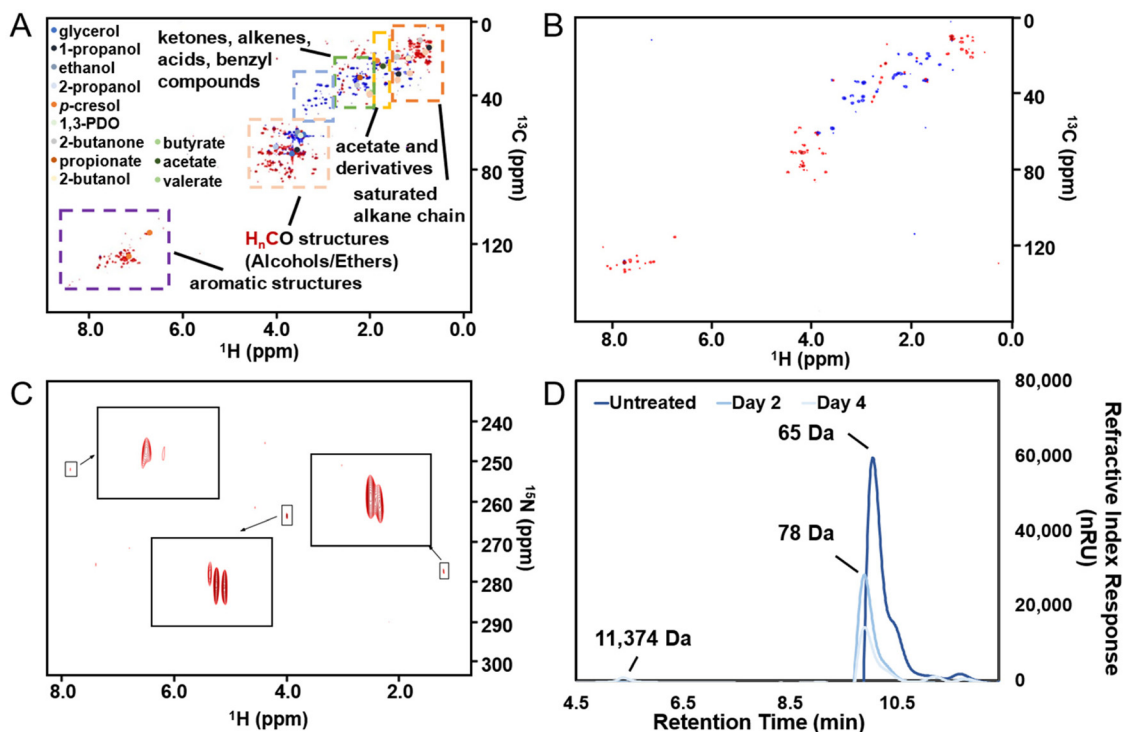 A
glycerol
1-propanol
ethanol
2-propanol
p-cresol
1,3-PDO
2-butanone
propionate
2-butanol
butyrate
acetate
valerate
ketones, alkenes,
acids, benzyl
compounds
acetate and
derivatives
saturated
alkane chain
HnCO structures
(Alcohols/Ethers)
aromatic structures
0
40
80
120
13C (ppm)
8.0 6.0 4.0 2.0 0.0
1H (ppm)
B
0
40
80
120
13C (ppm)
8.0 6.0 4.0 2.0 0.0
1H (ppm)
C
240
250
260
270
280
290
300
15N (ppm)
8.0 6.0 4.0 2.0
1H (ppm)
D
Untreated Day 2 Day 4
65 Da
78 Da
11,374 Da
80,000
60,000
40,000
20,000
0
Refractive Index Response
(nRU)
4.5 6.5 8.5 10.5
Retention Time (min)